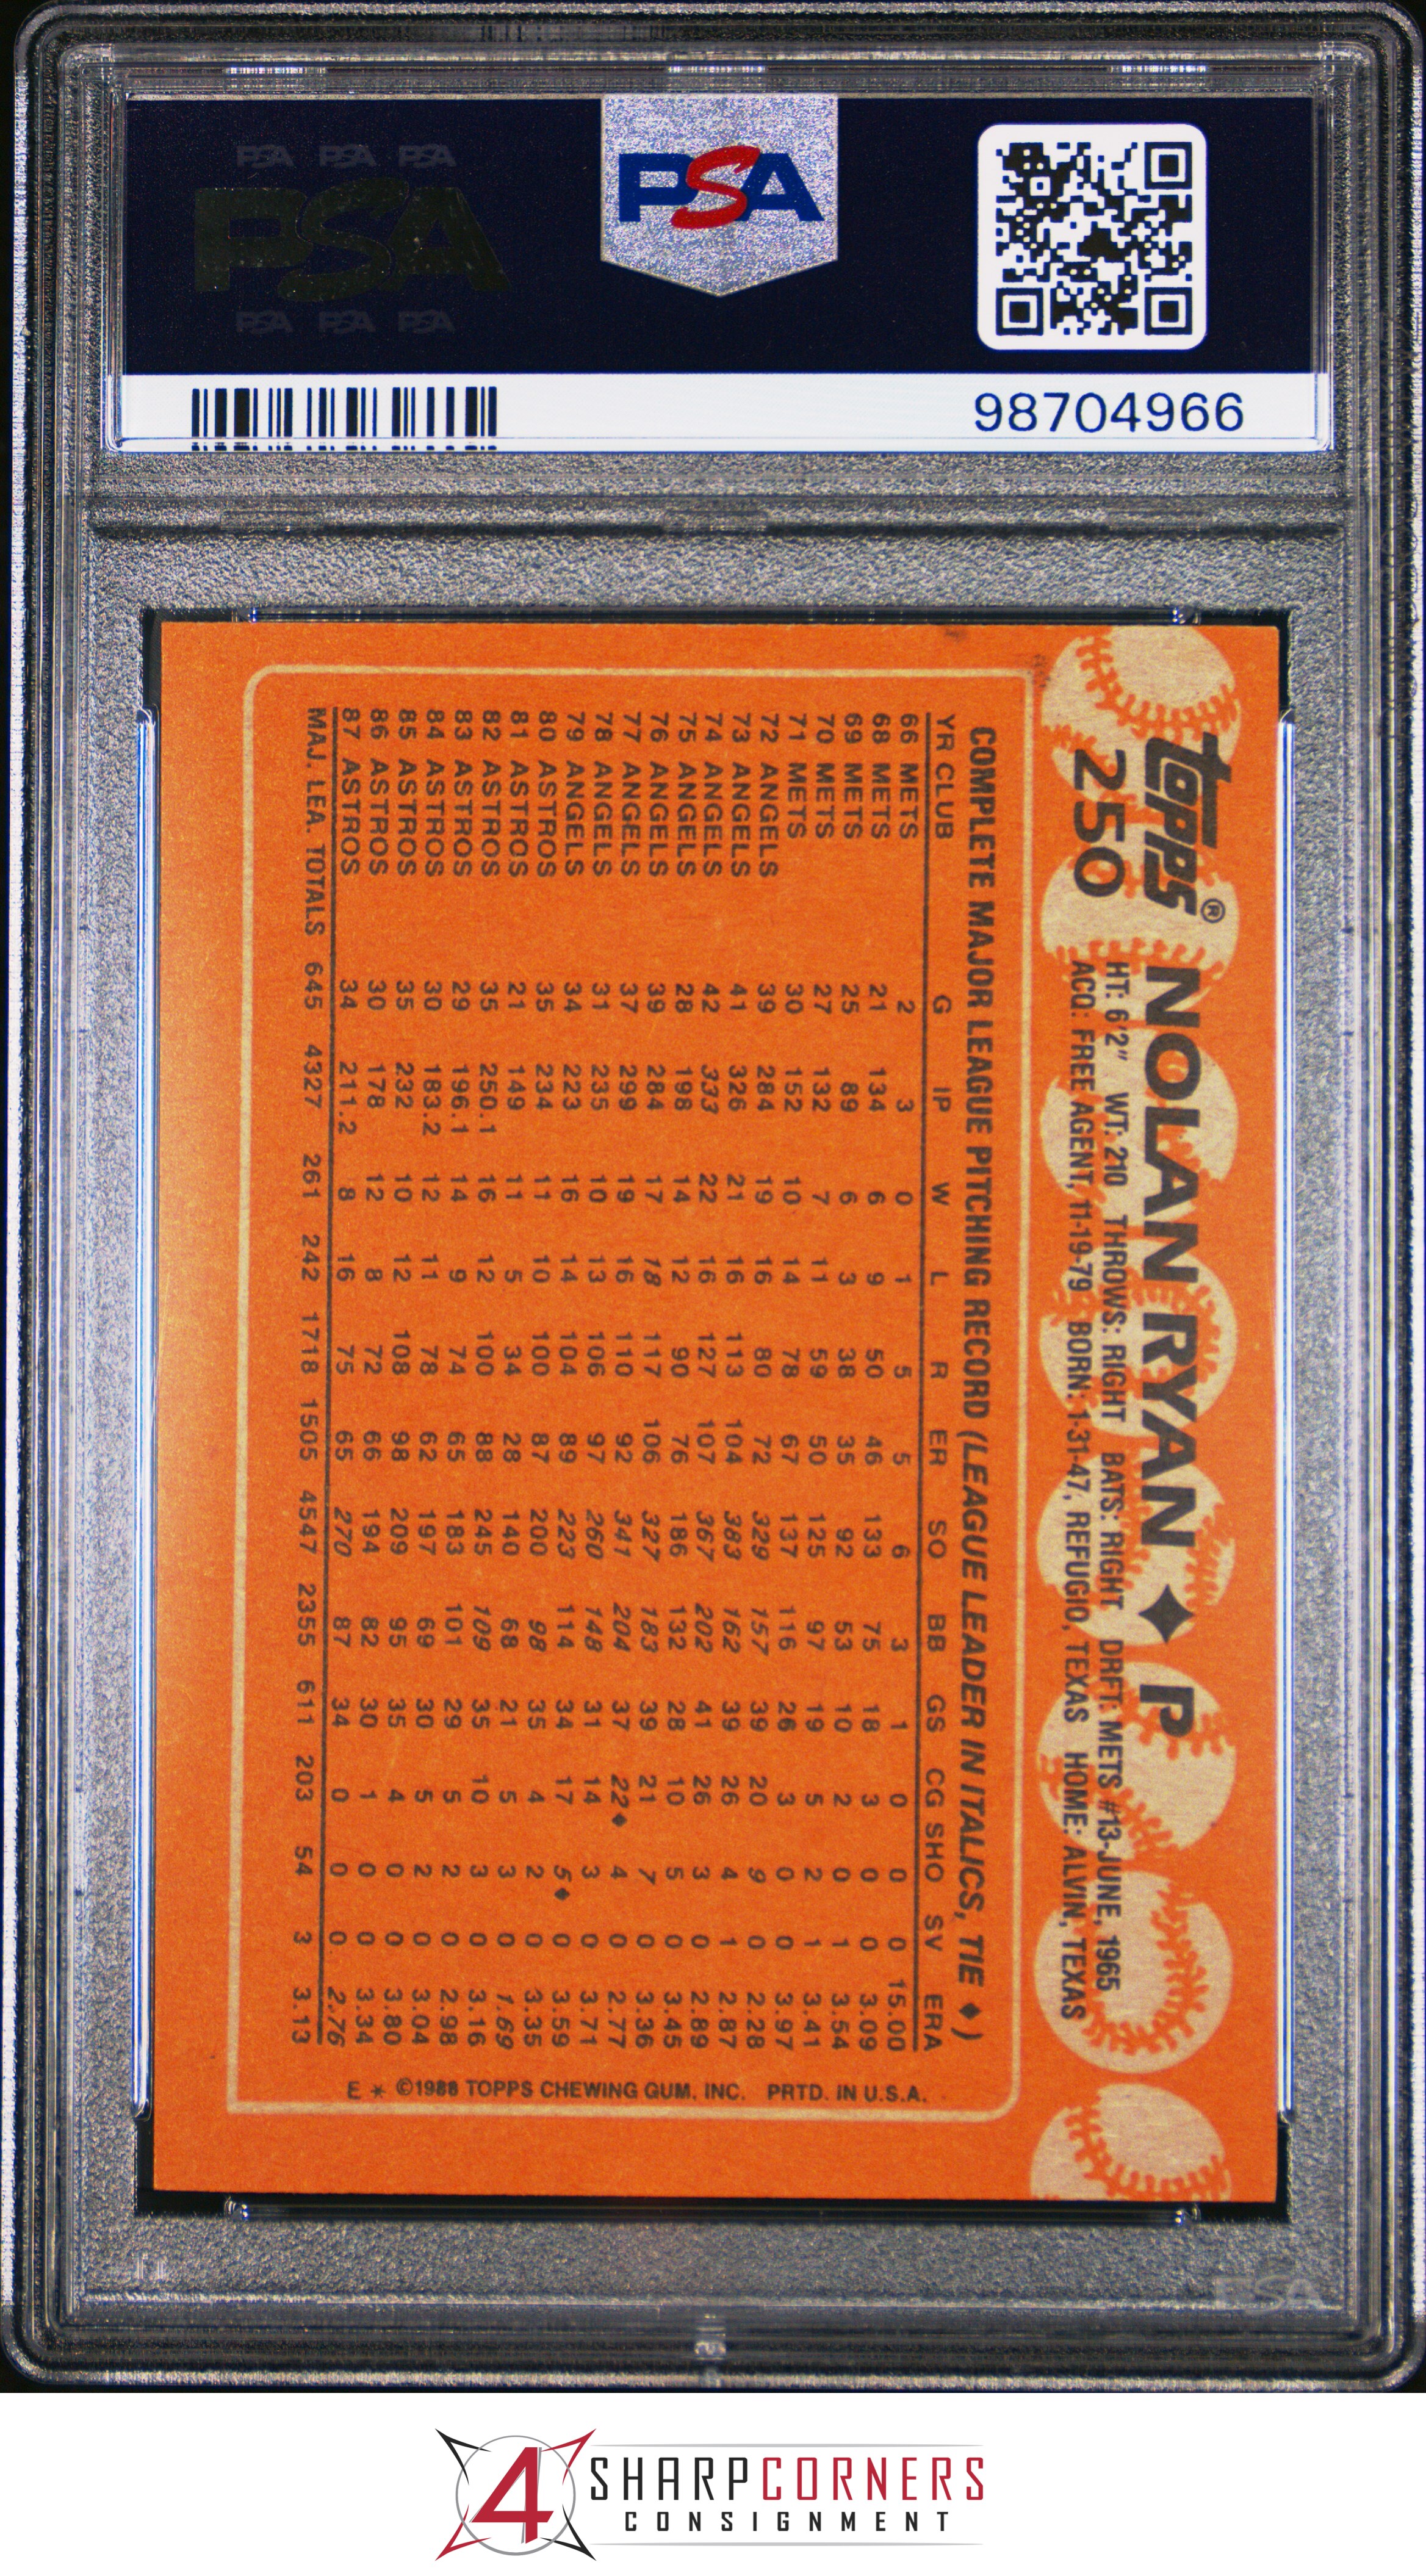 PSA PSA PSA
PSA
PSA PSA PSA
PSA
98704966
topps®
250
NOLAN RYAN ♦ P
HT: 6'2" WT: 210 THROWS: RIGHT BATS: RIGHT DRFT: METS #13-JUNE, 1965
ACQ: FREE AGENT, 11-19-79 BORN: 1-31-47, REFUGIO, TEXAS HOME: ALVIN, TEXAS
COMPLETE MAJOR LEAGUE PITCHING RECORD (LEAGUE LEADER IN ITALICS, TIE ♦)
YR CLUB G IP W L R ER SO BB GS CG SHO SV ERA
66 METS 2 3 0 1 5 5 6 3 1 0 0 0 15.00
68 METS 21 134 6 9 50 46 133 75 18 3 0 0 3.09
69 METS 25 89 6 3 38 35 92 53 10 2 0 1 3.54
70 METS 27 132 7 11 59 50 125 97 19 5 2 1 3.41
71 METS 30 152 10 14 78 67 137 116 26 3 0 0 3.97
72 ANGELS 39 284 19 16 80 72 329 157 39 20 9 0 2.28
73 ANGELS 41 326 21 16 113 104 383 162 39 26 4 1 2.87
74 ANGELS 42 333 22 16 127 107 367 202 41 26 3 0 2.89
75 ANGELS 28 198 14 12 90 76 186 132 28 10 5 0 3.45
76 ANGELS 39 284 17 18 117 106 327 183 39 21 7 0 3.36
77 ANGELS 37 299 19 16 110 92 341 204 37 22♦ 4 0 2.77
78 ANGELS 31 235 10 13 106 97 260 148 31 14 3 0 3.71
79 ANGELS 34 223 16 14 104 89 223 114 34 17 5♦ 0 3.59
80 ASTROS 35 234 11 10 100 87 200 98 35 4 2 0 3.35
81 ASTROS 21 149 11 5 34 28 140 68 21 5 3 0 1.69
82 ASTROS 35 250.1 16 12 100 88 245 109 35 10 3 0 3.16
83 ASTROS 29 196.1 14 9 74 65 183 101 29 5 2 0 2.98
84 ASTROS 30 183.2 12 11 78 62 197 69 30 5 2 0 3.04
85 ASTROS 35 232 10 12 108 98 209 95 35 4 0 0 3.80
86 ASTROS 30 178 12 8 72 66 194 82 30 1 0 0 3.34
87 ASTROS 34 211.2 8 16 75 65 270 87 34 0 0 0 2.76
MAJ. LEA. TOTALS 645 4327 261 242 1718 1505 4547 2355 611 203 54 3 3.13
E * ©1988 TOPPS CHEWING GUM, INC. PRTD. IN U.S.A.
PSA
4 SHARPCORNERS
CONSIGNMENT